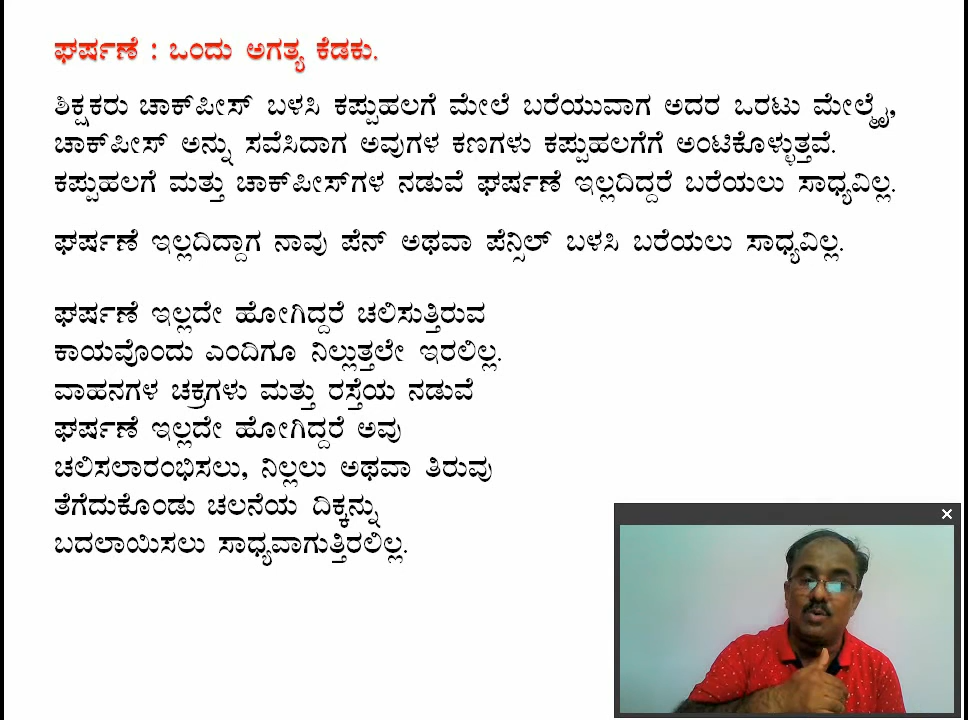 ಘರ್ಷಣೆ : ಒಂದು ಅಗತ್ಯ ಕೆಡಕು.
ಶಿಕ್ಷಕರು ಚಾಕ್‌ಪೀಸ್ ಬಳಸಿ ಕಪ್ಪುಹಲಗೆ ಮೇಲೆ ಬರೆಯುವಾಗ ಅದರ ಒರಟು ಮೇಲ್ಮೈ,
ಚಾಕ್‌ಪೀಸ್ ಅನ್ನು ಸವೆಸಿದಾಗ ಅವುಗಳ ಕಣಗಳು ಕಪ್ಪುಹಲಗೆಗೆ ಅಂಟಿಕೊಳ್ಳುತ್ತವೆ.
ಕಪ್ಪುಹಲಗೆ ಮತ್ತು ಚಾಕ್‌ಪೀಸ್‌ಗಳ ನಡುವೆ ಘರ್ಷಣೆ ಇಲ್ಲದಿದ್ದರೆ ಬರೆಯಲು ಸಾಧ್ಯವಿಲ್ಲ.
ಘರ್ಷಣೆ ಇಲ್ಲದಿದ್ದಾಗ ನಾವು ಪೆನ್ ಅಥವಾ ಪೆನ್ಸಿಲ್ ಬಳಸಿ ಬರೆಯಲು ಸಾಧ್ಯವಿಲ್ಲ.
ಘರ್ಷಣೆ ಇಲ್ಲದೇ ಹೋಗಿದ್ದರೆ ಚಲಿಸುತ್ತಿರುವ
ಕಾಯವೊಂದು ಎಂದಿಗೂ ನಿಲ್ಲುತ್ತಲೇ ಇರಲಿಲ್ಲ.
ವಾಹನಗಳ ಚಕ್ರಗಳು ಮತ್ತು ರಸ್ತೆಯ ನಡುವೆ
ಘರ್ಷಣೆ ಇಲ್ಲದೇ ಹೋಗಿದ್ದರೆ ಅವು
ಚಲಿಸಲಾರಂಭಿಸಲು, ನಿಲ್ಲಲು ಅಥವಾ ತಿರುವು
ತೆಗೆದುಕೊಂಡು ಚಲನೆಯ ದಿಕ್ಕನ್ನು
ಬದಲಾಯಿಸಲು ಸಾಧ್ಯವಾಗುತ್ತಿರಲಿಲ್ಲ.